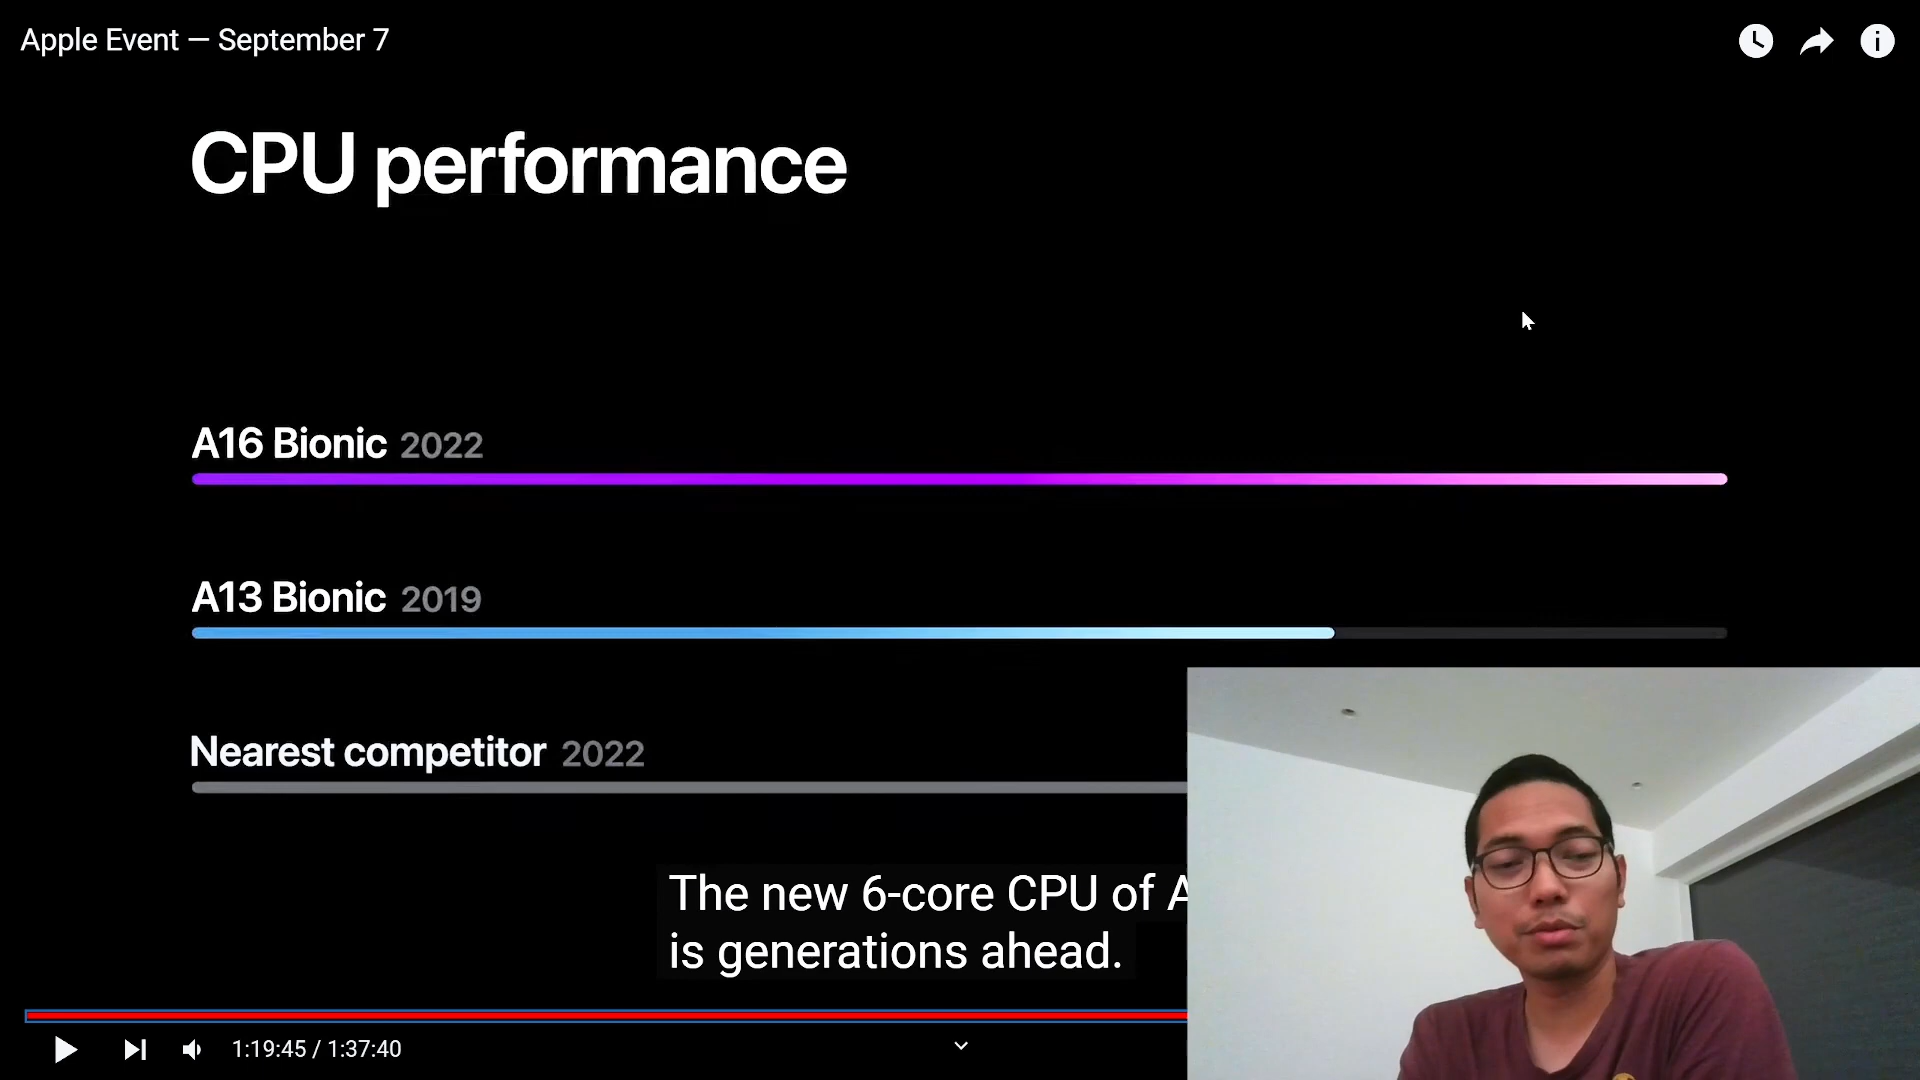 Apple Event — September 7
CPU performance
A16 Bionic 2022
A13 Bionic 2019
Nearest competitor 2022
The new 6-core CPU of A
is generations ahead.
1:19:45 / 1:37:40